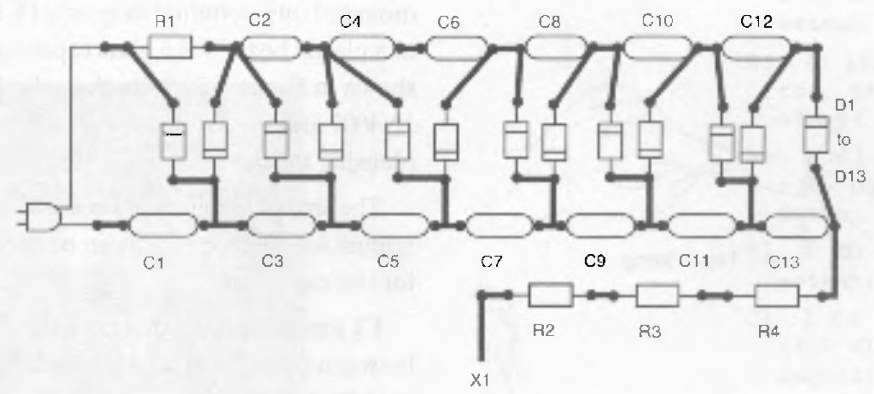 R1 C2 C4 C6 C8 C10 C12
D1
to
D13
C1 C3 C5 C7 C9 C11 C13
R2 R3 R4
X1